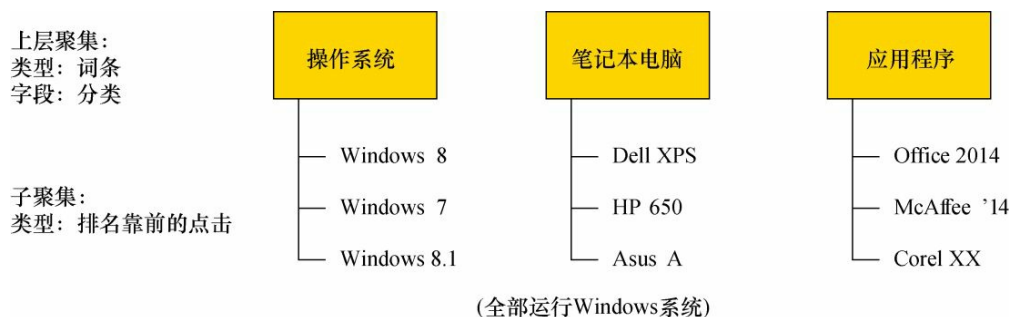 上层聚集：
类型：词条
字段：分类
操作系统
笔记本电脑
应用程序
Windows 8
Dell XPS
Office 2014
子聚集：
类型：排名靠前的点击
Windows 7
HP 650
McAffee ’14
Windows 8.1
Asus A
Corel XX
(全部运行Windows系统)